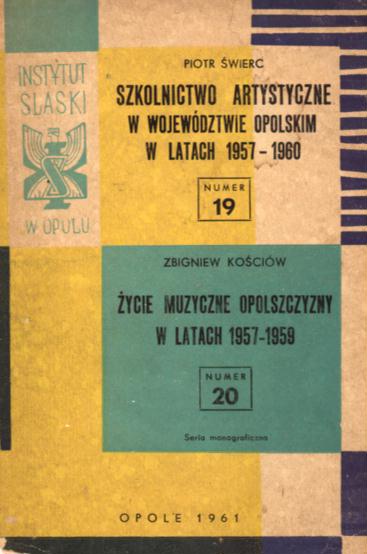 INSTYTUT
ŚLĄSKI
W OPOLU
PIOTR ŚWIERC
SZKOLNICTWO ARTYSTYCZNE
W WOJEWÓDZTWIE OPOLSKIM
W LATACH 1957-1960
NUMER
19
ZBIGNIEW KOŚCIÓW
ŻYCIE MUZYCZNE OPOLSZCZYZNY
W LATACH 1957-1959
NUMER
20
Seria monograficzna
OPOLE 1961